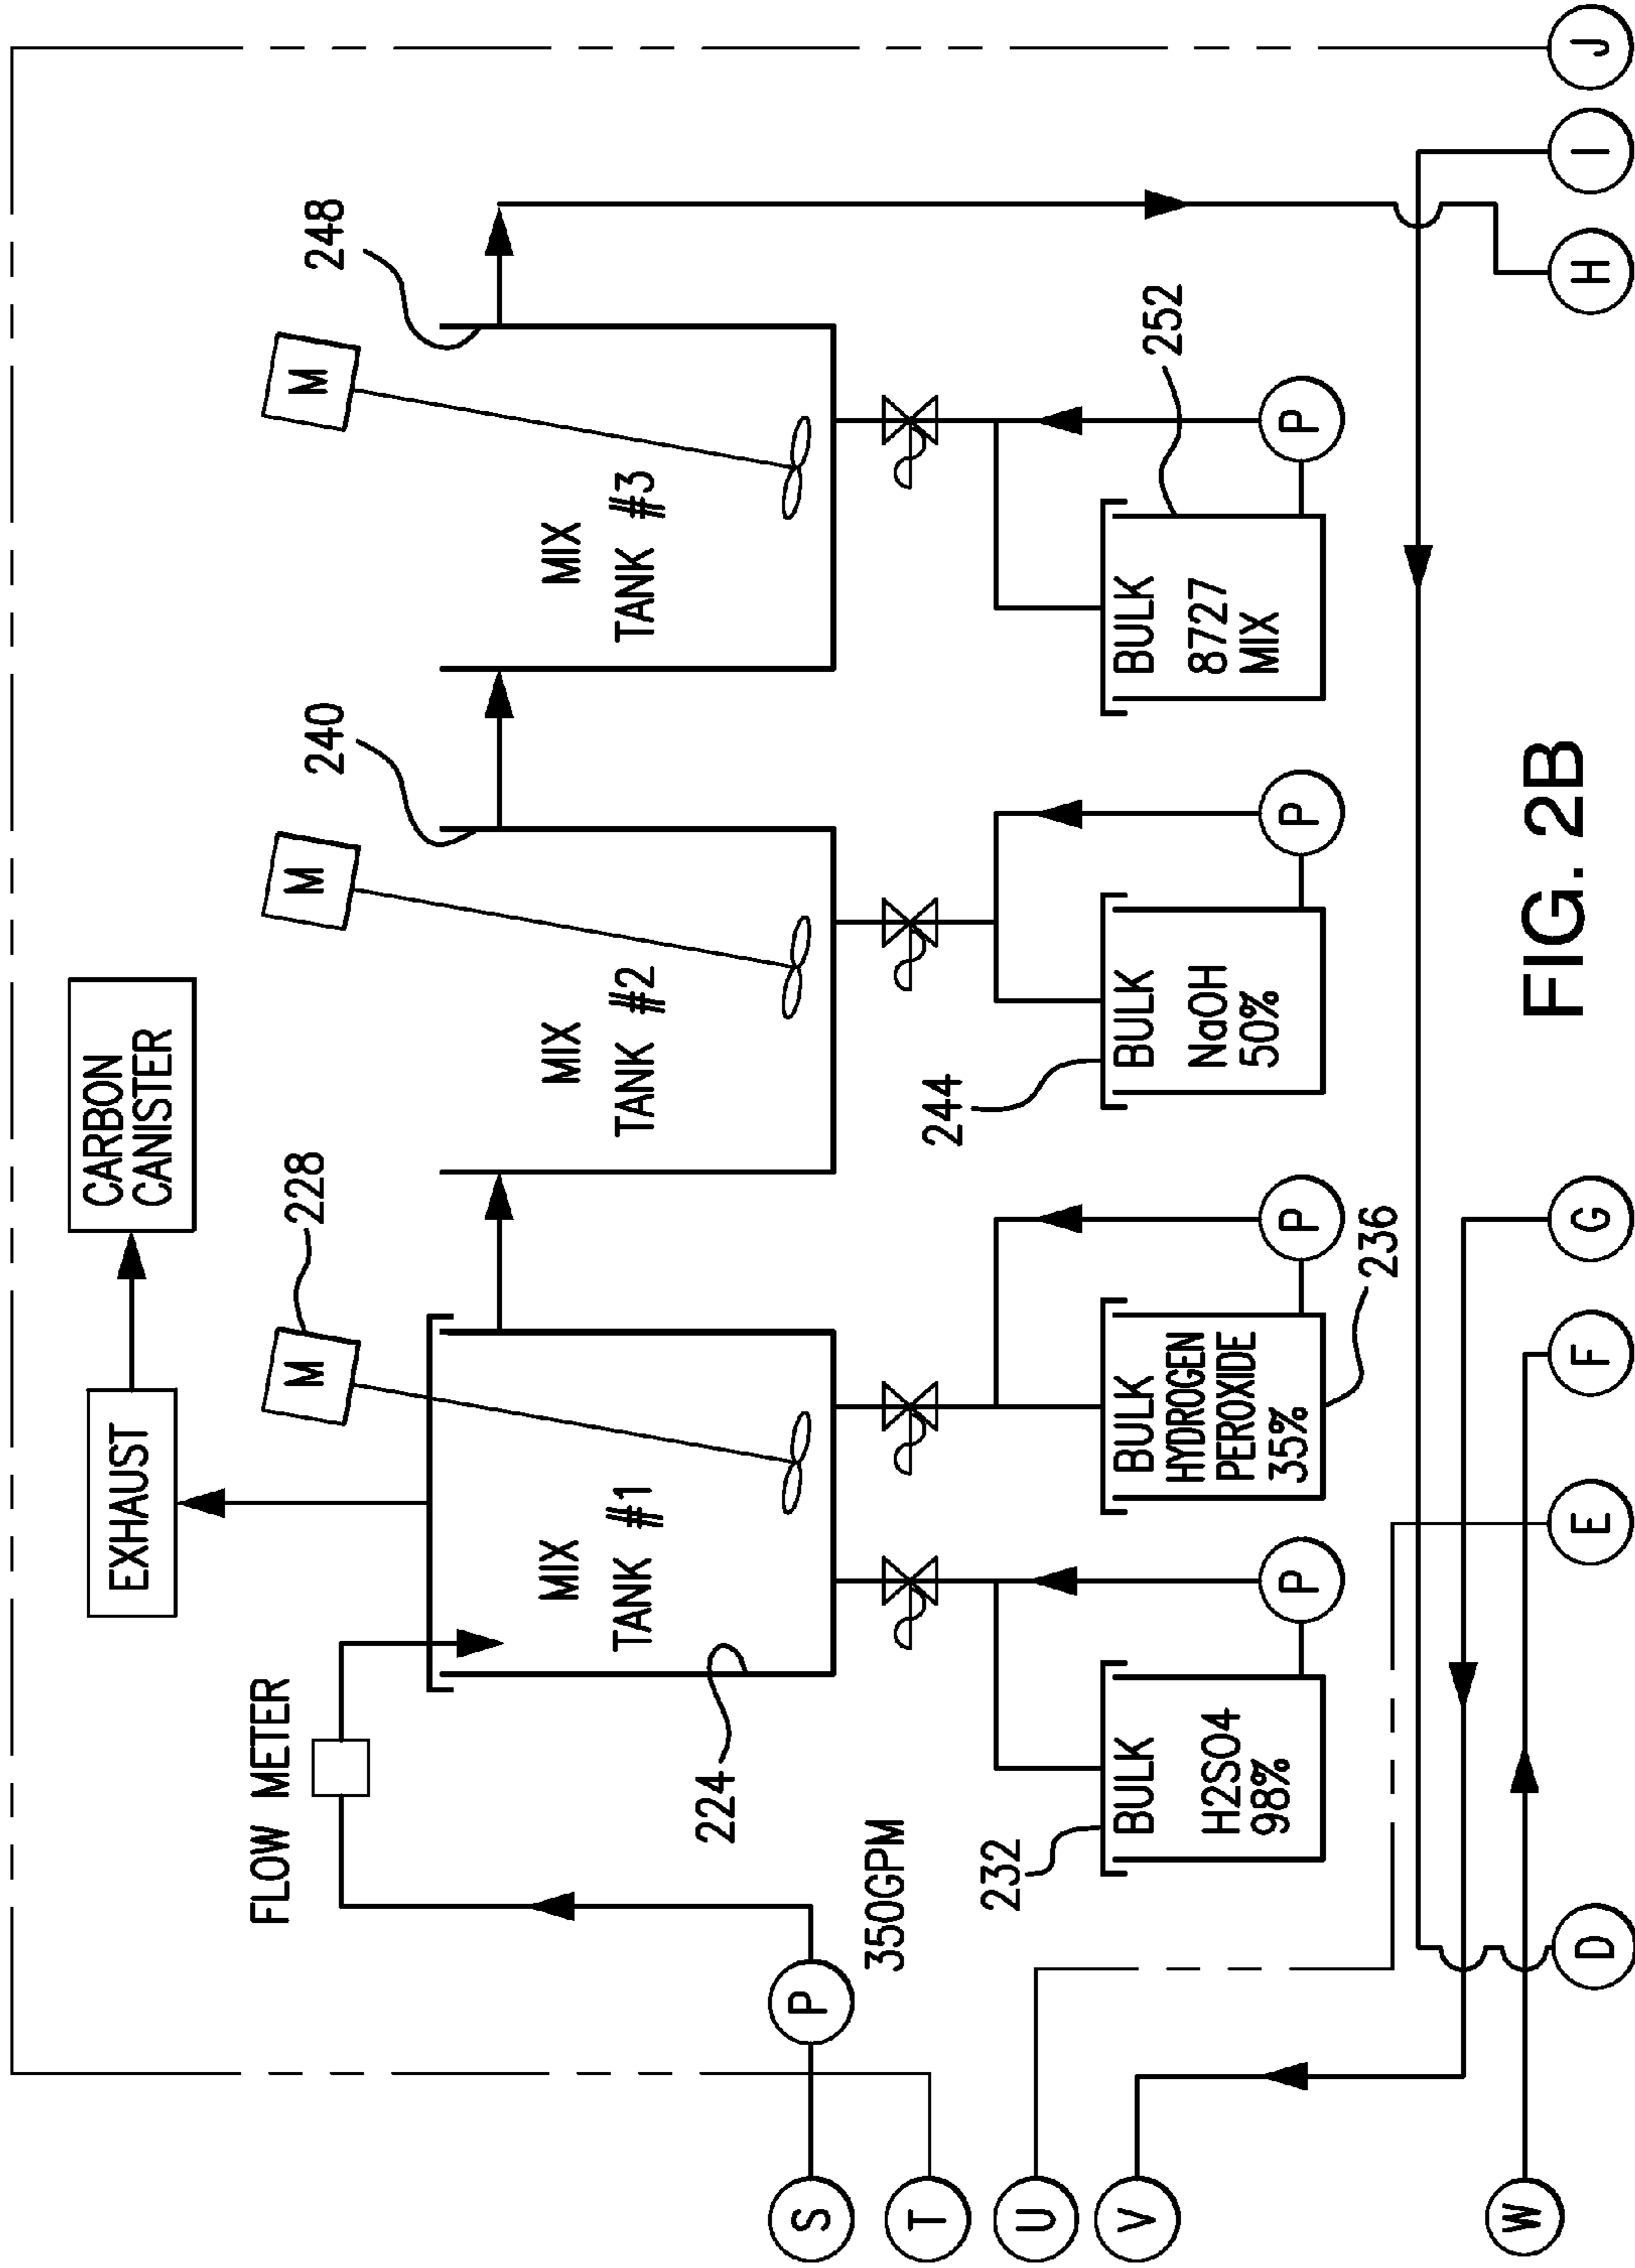 CARBON
CANISTER
EXHAUST
FLOW METER
M
228
M
240
M
248
MIX
TANK #1
MIX
TANK #2
MIX
TANK #3
224
S
P
350GPM
T
U
V
W
232
BULK
H2SO4
98%
P
BULK
HYDROGEN
PEROXIDE
35%
P
236
244
BULK
NaOH
50%
P
252
BULK
8727
MIX
P
D
E
F
G
H
I
J
FIG. 2B